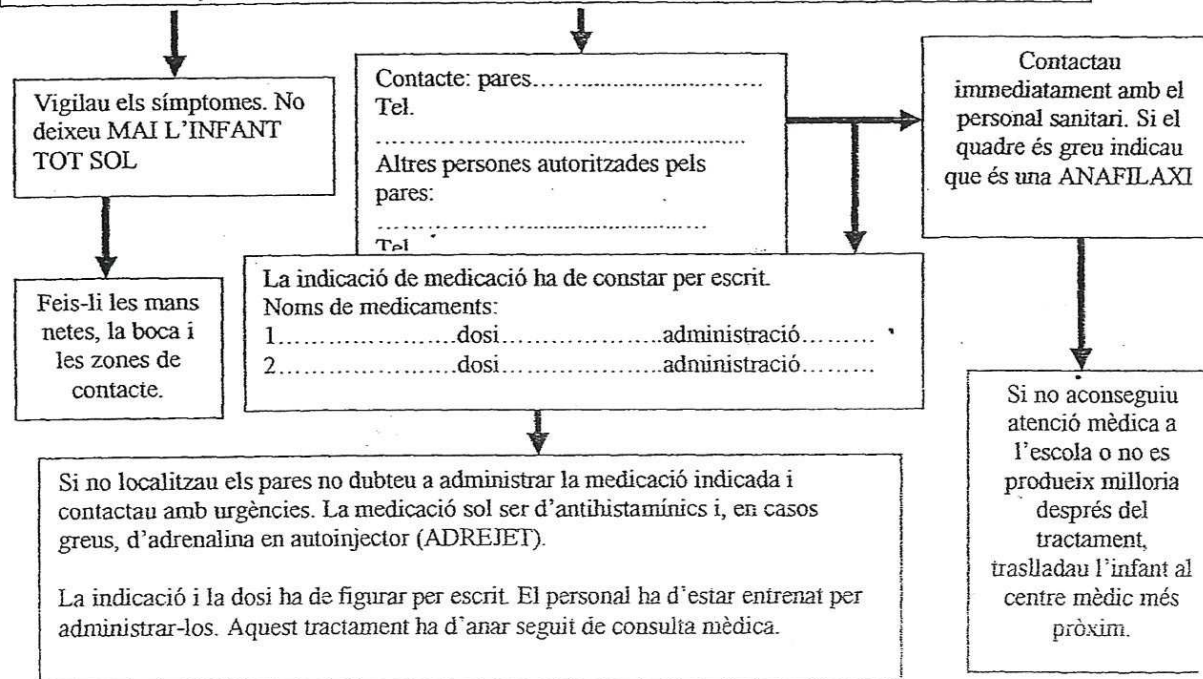 Vigilau els símptomes. No
deixeu MAI L'INFANT
TOT SOL
Feis-li les mans
netes, la boca i
les zones de
contacte.
Contacte: pares..............................
Tel.
..............................................
Altres persones autoritzades pels
pares:
..............................................
Tel
La indicació de medicació ha de constar per escrit.
Noms de medicaments:
1......................dosi....................administració.........
2......................dosi....................administració.........
Si no localitzau els pares no dubteu a administrar la medicació indicada i
contactau amb urgències. La medicació sol ser d'antihistamínics i, en casos
greus, d'adrenalina en autoinjector (ADREJET).
La indicació i la dosi ha de figurar per escrit. El personal ha d'estar entrenat per
administrar-los. Aquest tractament ha d'anar seguit de consulta mèdica.
Contactau
immediatament amb el
personal sanitari. Si el
quadre és greu indicau
que és una ANAFILAXI
Si no aconseguiu
atenció mèdica a
l'escola o no es
produeix milloria
després del
tractament,
traslladau l'infant al
centre mèdic més
pròxim.